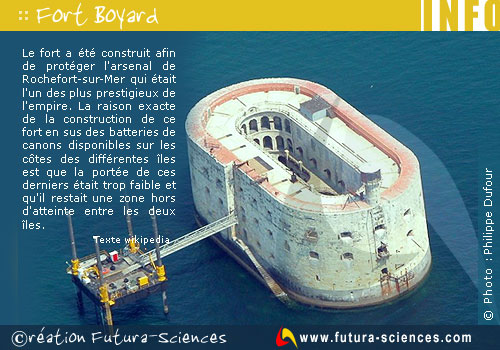 :: Fort Boyard
INFO
Le fort a été construit afin
de protéger l'arsenal de
Rochefort-sur-Mer qui était
l'un des plus prestigieux de
l'empire. La raison exacte
de la construction de ce
fort en sus des batteries de
canons disponibles sur les
côtes des différentes îles
est que la portée de ces
derniers était trop faible et
qu'il restait une zone hors
d'atteinte entre les deux
îles.
Texte wikipedia
© Photo : Philippe Dufour
©réation Futura-Sciences
www.futura-sciences.com